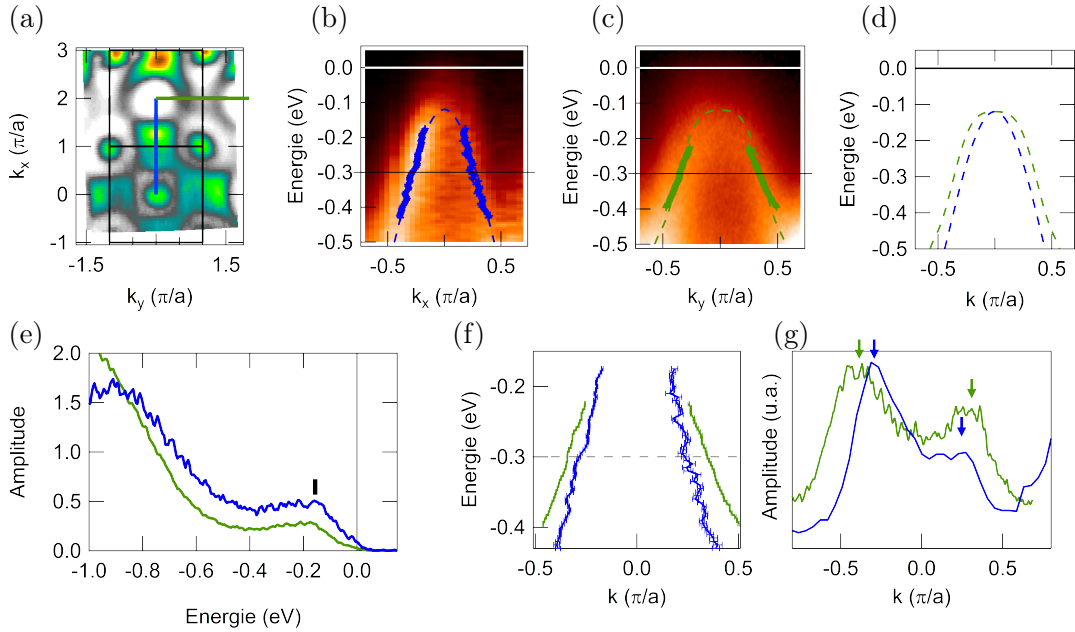 (a)
3
2
1
0
-1
-1.5
1.5
kx (π/a)
ky (π/a)
(b)
0.0
-0.1
-0.2
-0.3
-0.4
-0.5
-0.5
0.5
Energie (eV)
kx (π/a)
(c)
0.0
-0.1
-0.2
-0.3
-0.4
-0.5
-0.5
0.5
Energie (eV)
ky (π/a)
(d)
0.0
-0.1
-0.2
-0.3
-0.4
-0.5
-0.5
0.5
Energie (eV)
k (π/a)
(e)
2.0
1.5
1.0
0.5
0.0
-1.0
-0.8
-0.6
-0.4
-0.2
0.0
Amplitude
Energie (eV)
(f)
-0.2
-0.3
-0.4
-0.5
0.0
0.5
Energie (eV)
k (π/a)
(g)
-0.5
0.0
0.5
Amplitude (u.a.)
k (π/a)